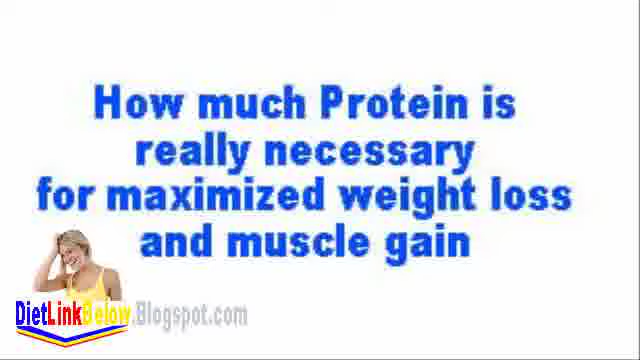 How much Protein is
really necessary
for maximized weight loss
and muscle gain
DietLinkBelow.Blogspot.com